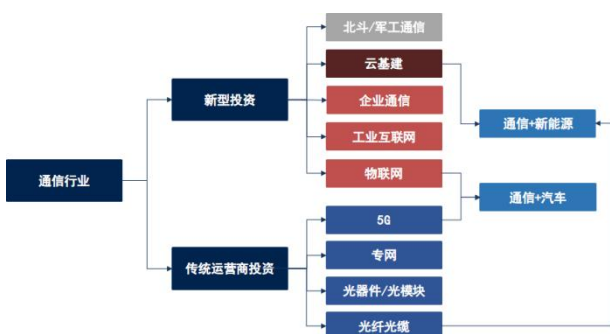 北斗/军工通信
云基建
新型投资
企业通信
通信+新能源
工业互联网
通信行业
物联网
通信+汽车
5G
专网
传统运营商投资
光器件/光模块
光纤光缆